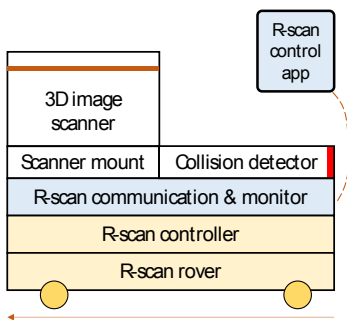 R-scan
control
app
3D image
scanner
Scanner mount
Collision detector
R-scan communication & monitor
R-scan controller
R-scan rover